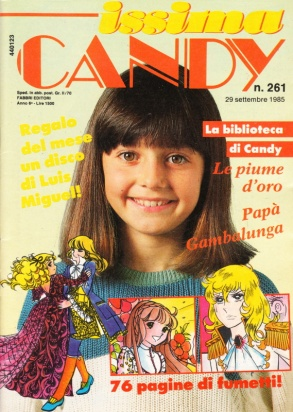 issima
CANDY
440123
Sped. in abb. post. Gr. II/70
FABBRI EDITORI
Anno 6° - Lire 1500
n. 261
29 settembre 1985
Regalo
del mese
un disco
di Luis
Miguel!
La biblioteca
di Candy
Le piume
d'oro
Papà
Gambalunga
76 pagine di fumetti!